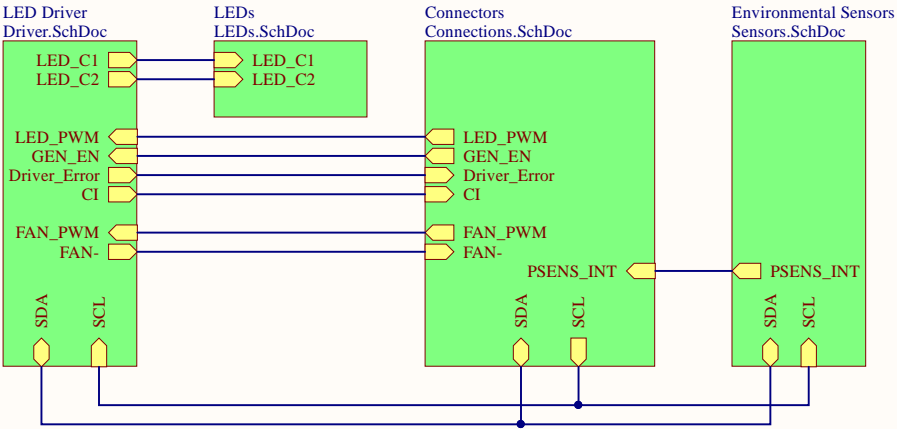 LED Driver
Driver.SchDoc
LED_C1
LED_C2
LED_PWM
GEN_EN
Driver_Error
CI
FAN_PWM
FAN-
SDA
SCL
LEDs
LEDs.SchDoc
LED_C1
LED_C2
Connectors
Connections.SchDoc
LED_PWM
GEN_EN
Driver_Error
CI
FAN_PWM
FAN-
PSENS_INT
SDA
SCL
Environmental Sensors
Sensors.SchDoc
PSENS_INT
SDA
SCL